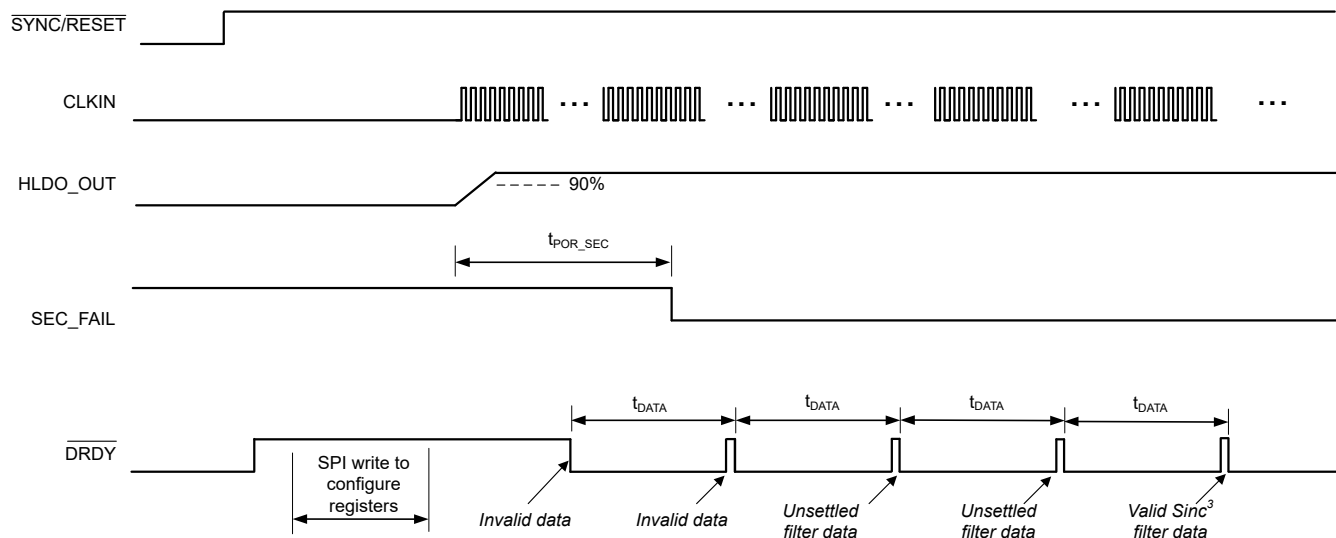 SYNC/RESET
CLKIN
... ... ... ... ...
HLDO_OUT
90%
tPOR_SEC
SEC_FAIL
tDATA tDATA tDATA tDATA
DRDY
SPI write to
configure
registers
Invalid data
Invalid data
Unsettled
filter data
Unsettled
filter data
Valid Sinc³
filter data